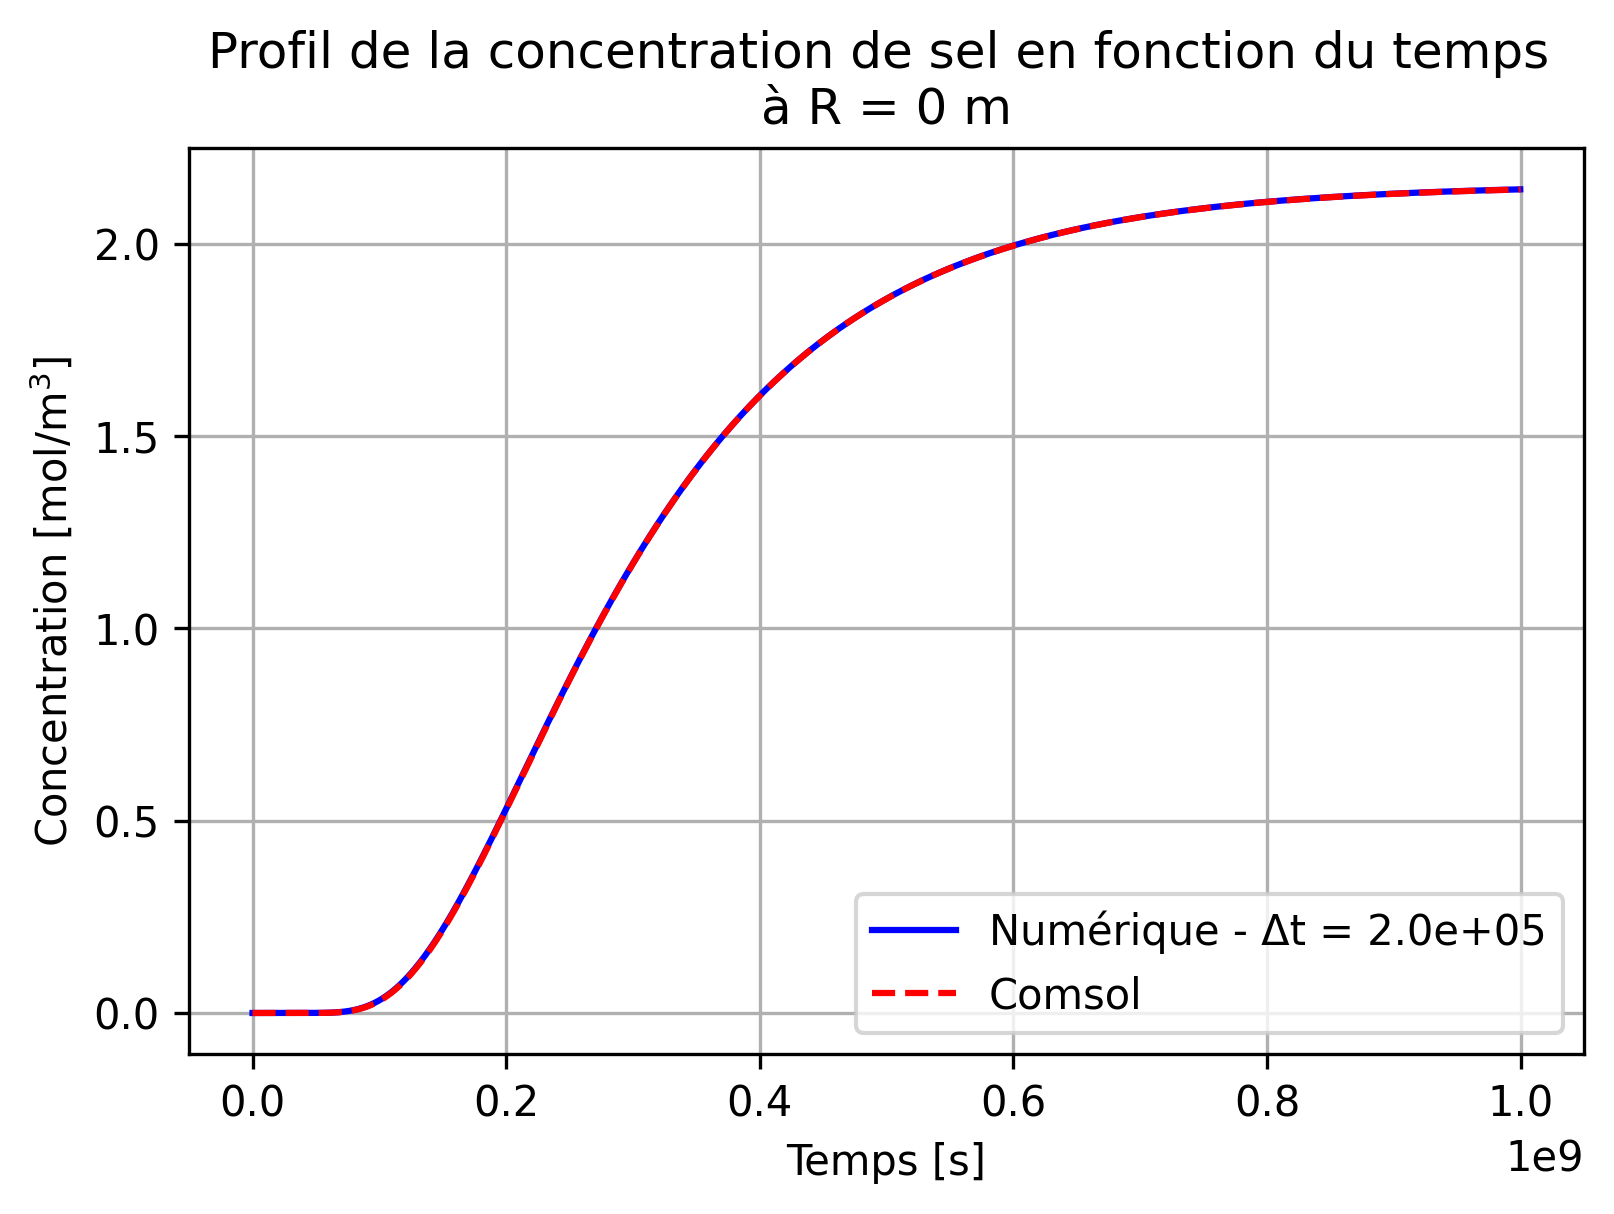 Profil de la concentration de sel en fonction du temps
à R = 0 m
Concentration [mol/m³]
2.0
1.5
1.0
0.5
0.0
Numérique - Δt = 2.0e+05
Comsol
0.0 0.2 0.4 0.6 0.8 1.0
1e9
Temps [s]